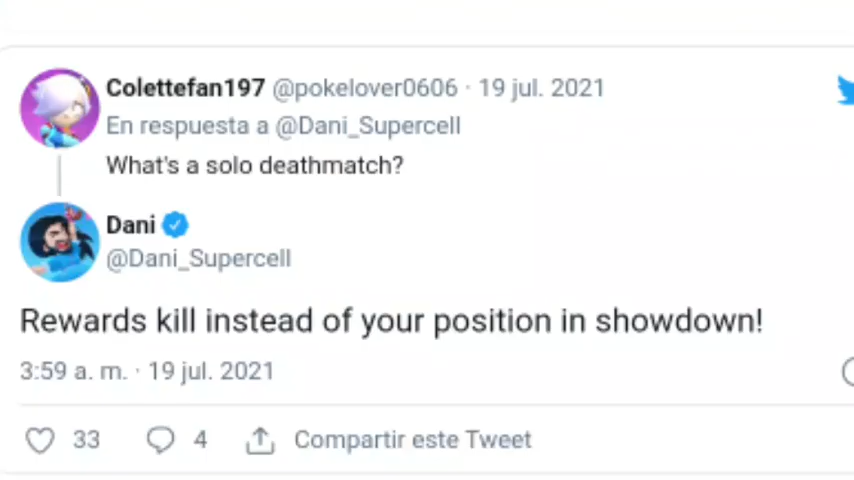 Colettefan197 @pokelover0606 · 19 jul. 2021
En respuesta a @Dani_Supercell
What's a solo deathmatch?
Dani
@Dani_Supercell
Rewards kill instead of your position in showdown!
3:59 a. m. · 19 jul. 2021
33 4 Compartir este Tweet